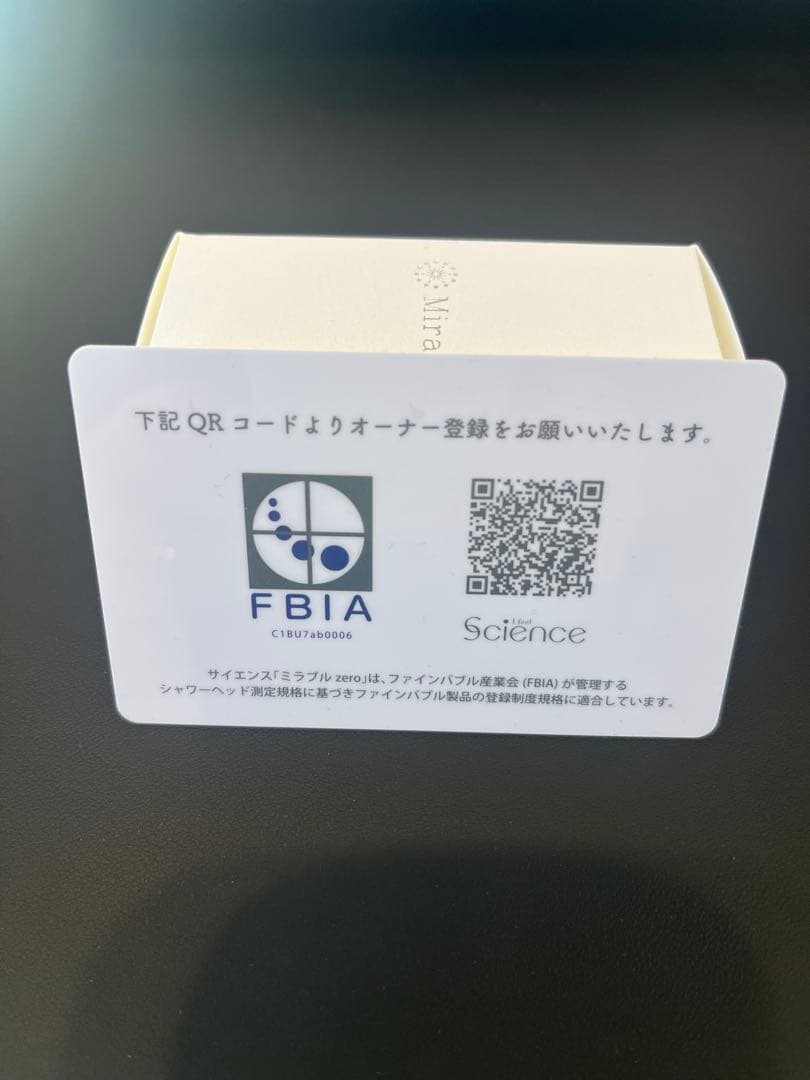 Mira
下記 QR コードよりオーナー登録をお願いいたします。
FBIA
C1BU7ab0006
I feel
Science
サイエンス「ミラブル zero」は、ファインバブル産業会 (FBIA) が管理する
シャワーヘッド測定規格に基づきファインバブル製品の登録制度規格に適合しています。